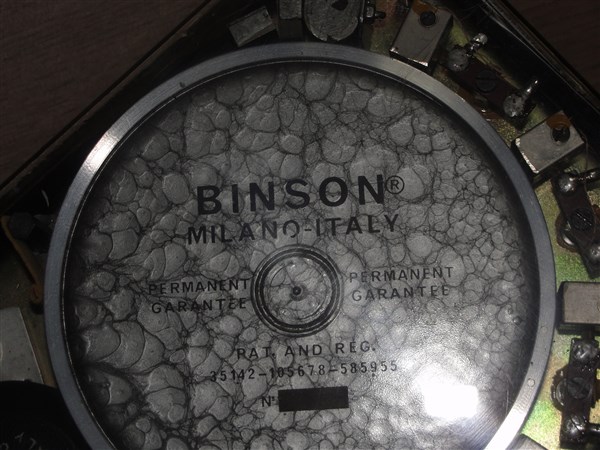 BINSON®
MILANO-ITALY
PERMANENT GARANTEE
PERMANENT GARANTEE
PAT. AND REG.
35142-105678-585955
N°